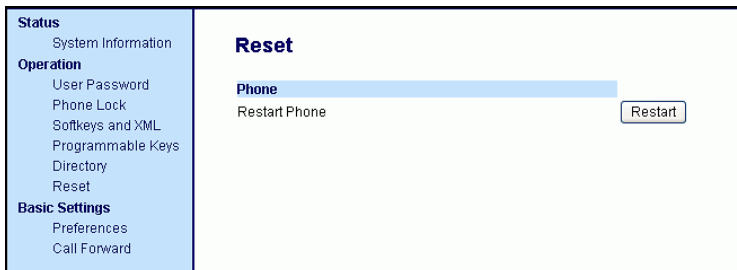 Status
System Information
Operation
User Password
Phone Lock
Softkeys and XML
Programmable Keys
Directory
Reset
Basic Settings
Preferences
Call Forward
Reset
Phone
Restart Phone
Restart